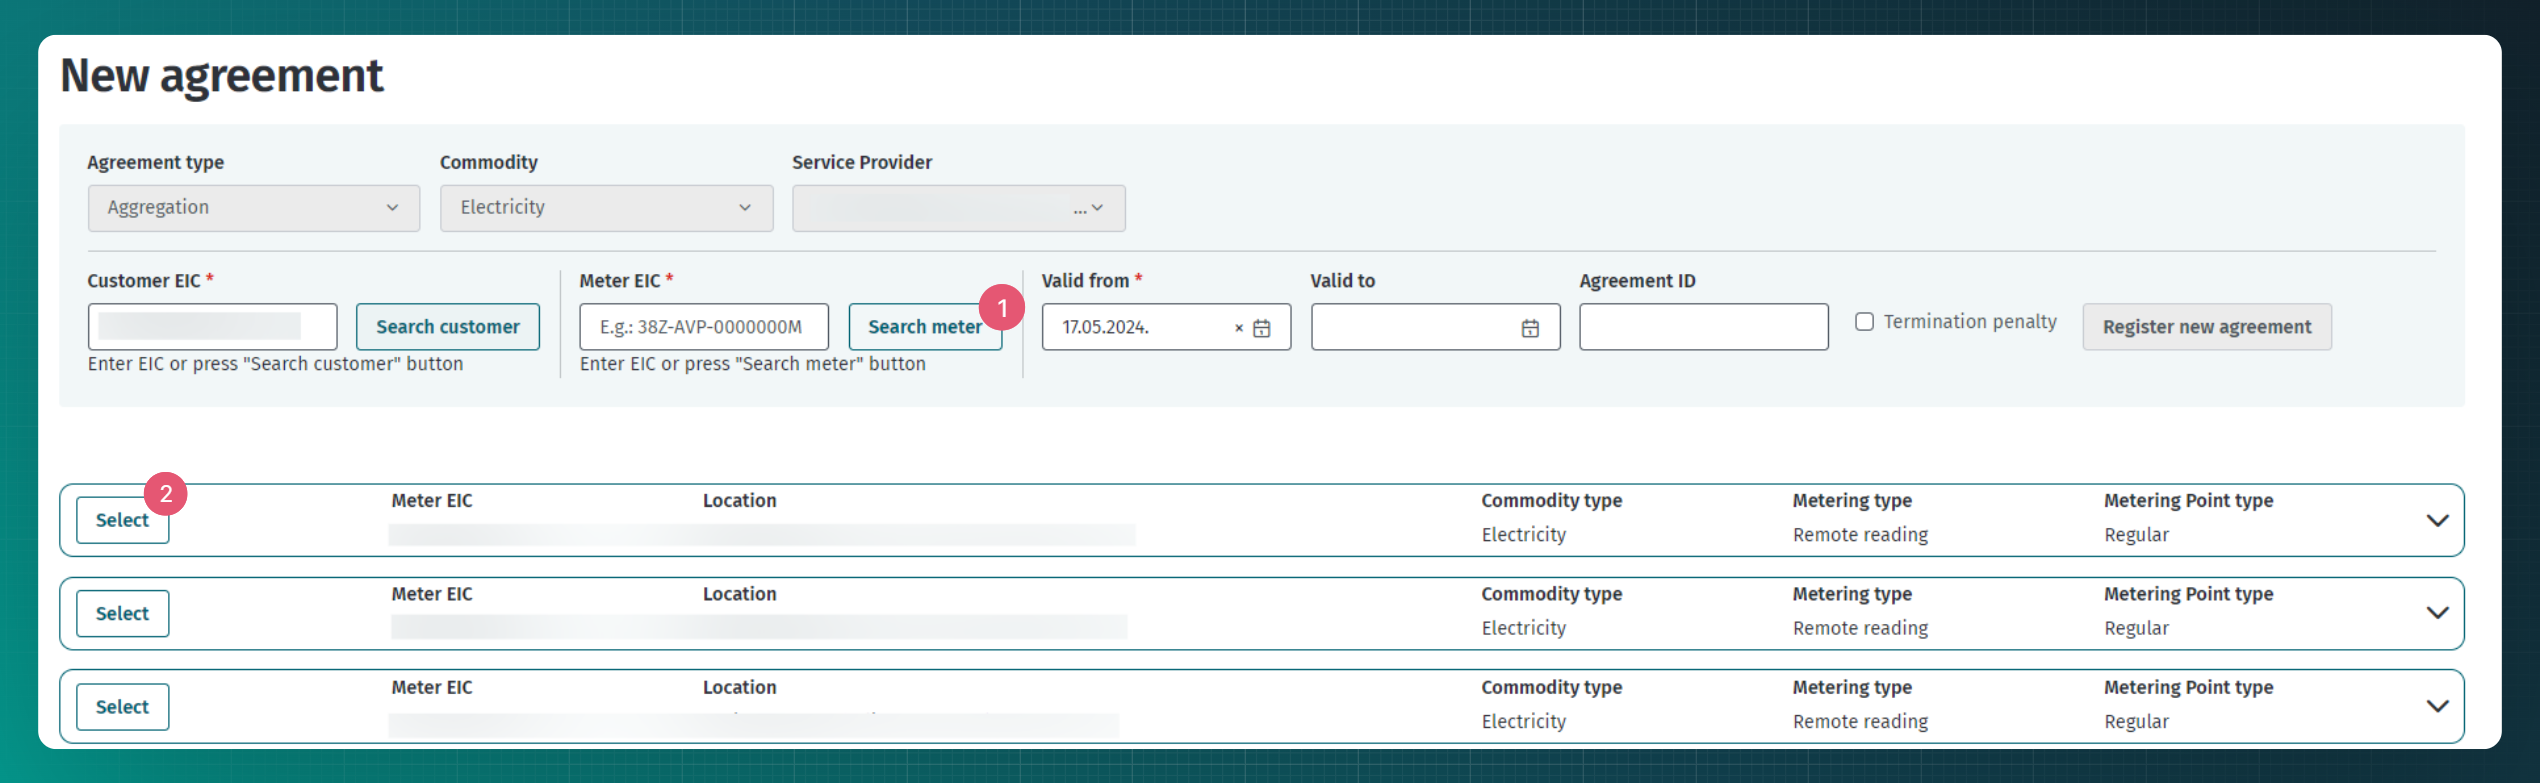 New agreement
Agreement type Commodity Service Provider
Aggregation Electricity ...
Customer EIC * Meter EIC * Valid from * Valid to Agreement ID
Search customer E.g.: 38Z-AVP-0000000M Search meter 1 17.05.2024. × Termination penalty Register new agreement
Enter EIC or press "Search customer" button Enter EIC or press "Search meter" button
2
Meter EIC Location Commodity type Metering type Metering Point type
Select
Electricity Remote reading Regular
Meter EIC Location Commodity type Metering type Metering Point type
Select
Electricity Remote reading Regular
Meter EIC Location Commodity type Metering type Metering Point type
Select
Electricity Remote reading Regular